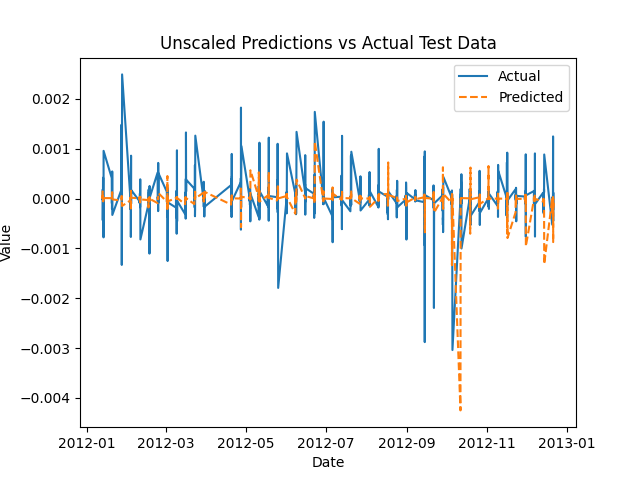 Unscaled Predictions vs Actual Test Data
Actual
Predicted
Value
0.002
0.001
0.000
−0.001
−0.002
−0.003
−0.004
2012-01 2012-03 2012-05 2012-07 2012-09 2012-11 2013-01
Date